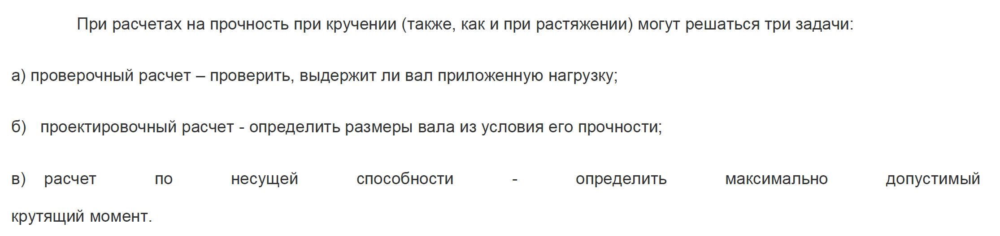 При расчетах на прочность при кручении (также, как и при растяжении) могут решаться три задачи:
а) проверочный расчет – проверить, выдержит ли вал приложенную нагрузку;
б) проектировочный расчет - определить размеры вала из условия его прочности;
в) расчет по несущей способности - определить максимально допустимый
крутящий момент.